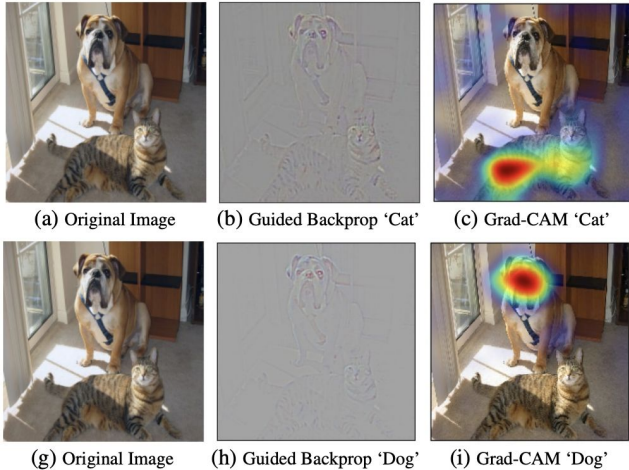 (a) Original Image
(b) Guided Backprop ‘Cat’
(c) Grad-CAM ‘Cat’
(g) Original Image
(h) Guided Backprop ‘Dog’
(i) Grad-CAM ‘Dog’